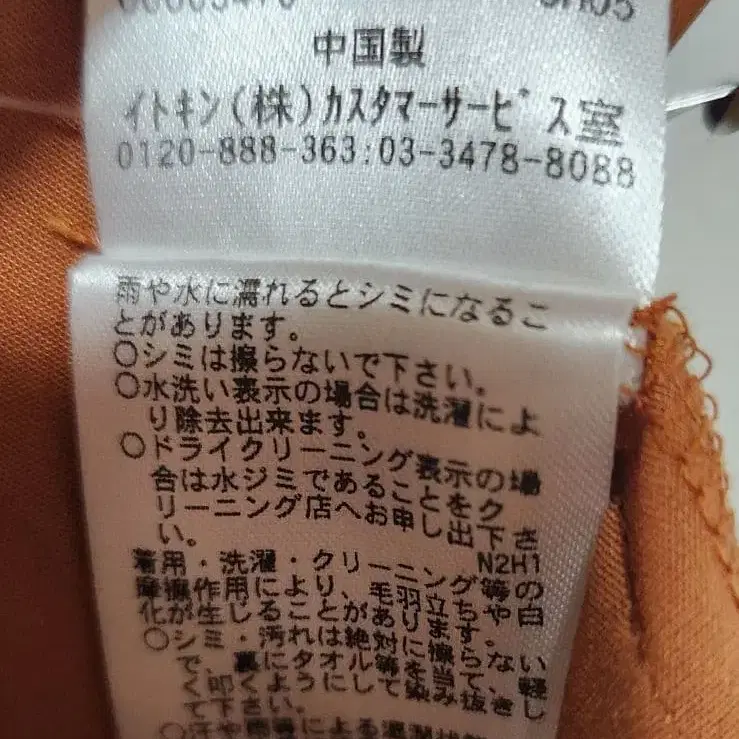 中国製
イトキン(株)カスタマーサービス室
0120-888-363:03-3478-8088
雨や水に濡れるとシミになるこ
とがあります。
○シミは擦らないで下さい。
○水洗い表示の場合は洗濯によ
り除去出来ます。
○ドライクリーニング表示の場
合は水ジミであることをク
リーニング店へお申し出下さ
い。
N2H1
着用・洗濯・クリーニング等の
摩擦作用により、毛羽立ちや白
化が生じることがあります。
○シミ・汚れは絶対に擦らない
で、裏にタオル等を当て、軽
く叩くようにして染み抜きし
て下さい。